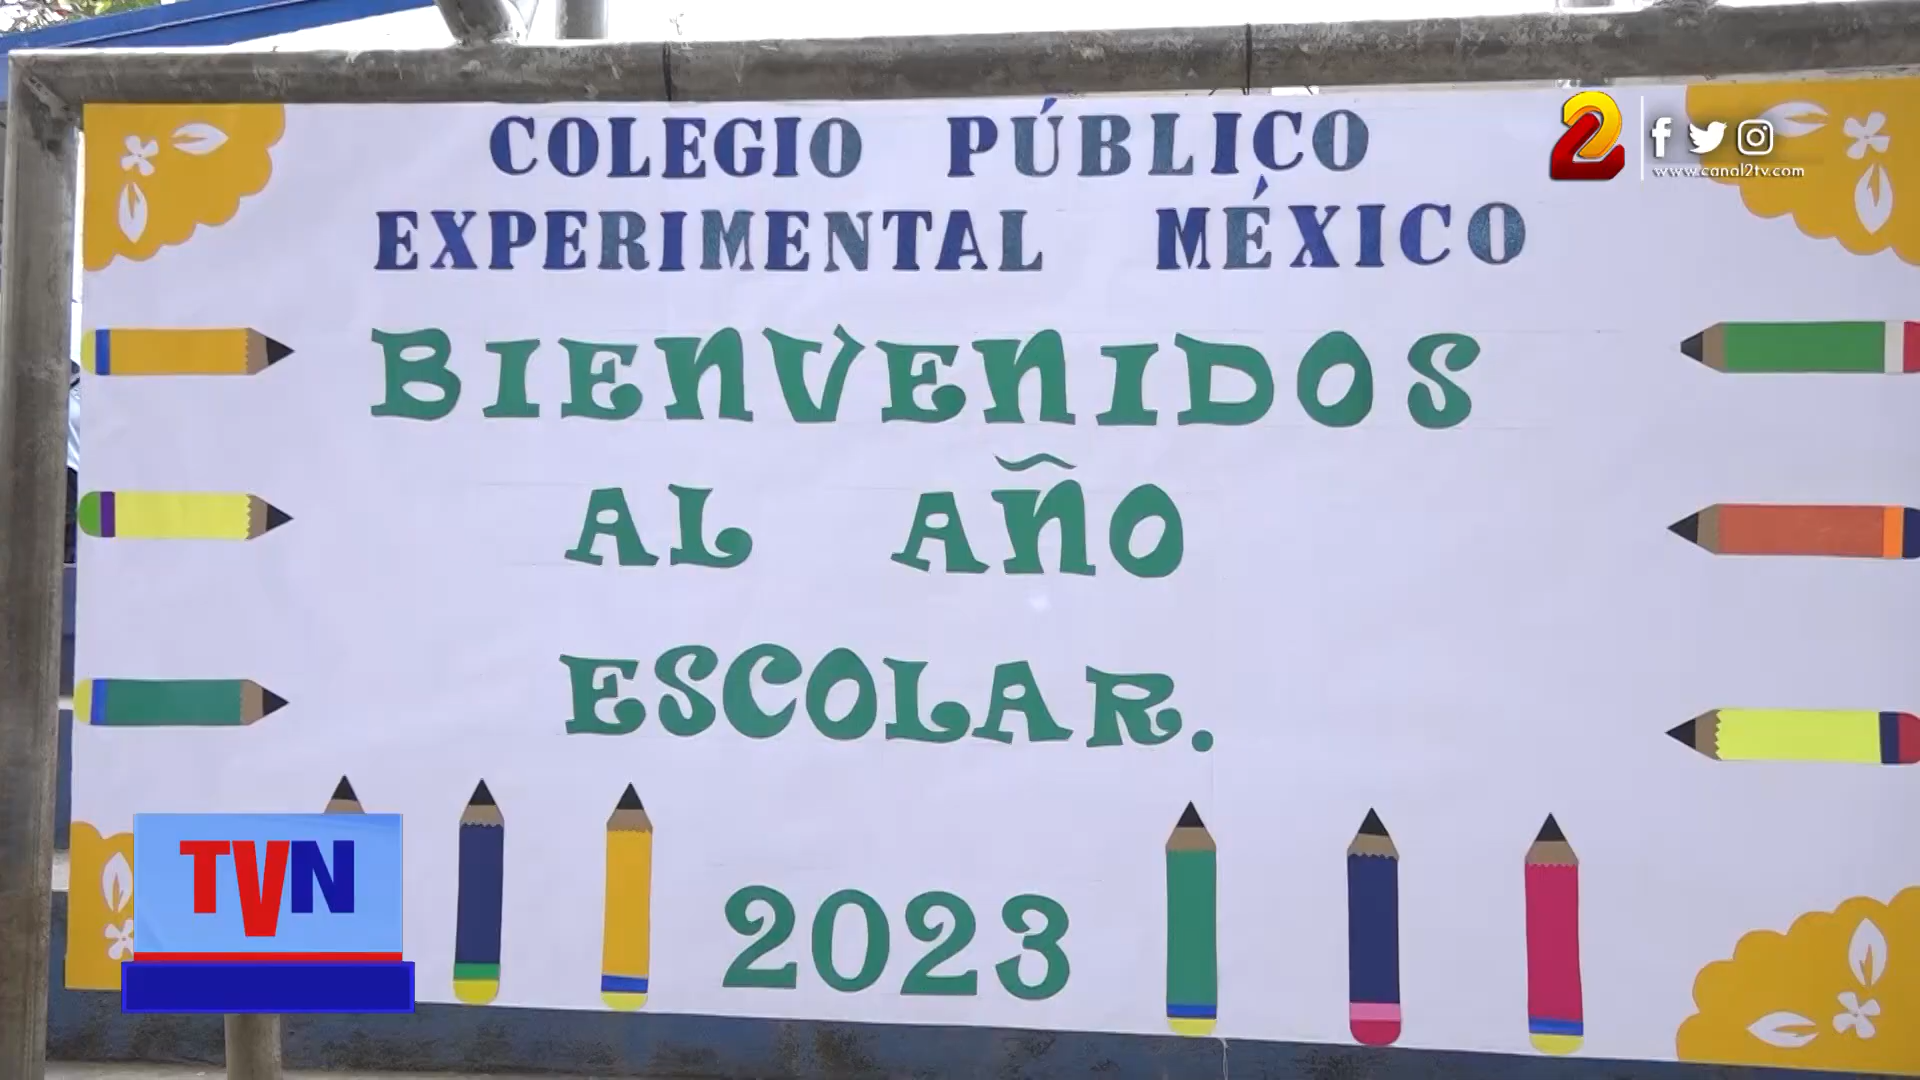 COLEGIO PÚBLICO
EXPERIMENTAL MÉXICO
BIENVENIDOS
AL AÑO
ESCOLAR.
2023
2
www.canal2tv.com
TVN